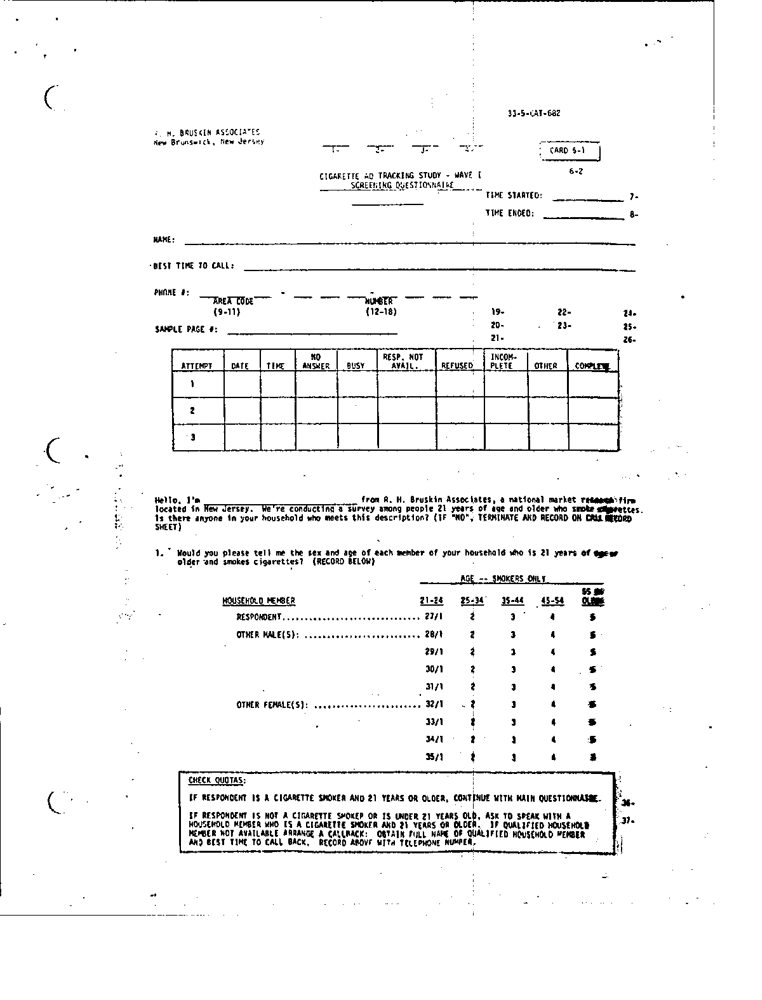 33-5-CAT-682
R. H. BRUSKIN ASSOCIATES
New Brunswick, New Jersey
1- 2- 3- 4-
CARD 5-1
6-2
CIGARETTE AD TRACKING STUDY - WAVE I
SCREENING QUESTIONNAIRE
TIME STARTED: 7-
TIME ENDED: 8-
NAME:
BEST TIME TO CALL:
PHONE #: - -
AREA CODE NUMBER
(9-11) (12-18)
19- 22- 24-
SAMPLE PAGE #: 20- 23- 25-
21- 26-
ATTEMPT DATE TIME NO ANSWER BUSY RESP. NOT AVAIL. REFUSED INCOM-PLETE OTHER COMPLETE
1
2
3
Hello, I'm from R. H. Bruskin Associates, a national market research firm
located in New Jersey. We're conducting a survey among people 21 years of age and older who smoke cigarettes.
Is there anyone in your household who meets this description? (IF "NO", TERMINATE AND RECORD ON CALL RECORD
SHEET)
1. Would you please tell me the sex and age of each member of your household who is 21 years of age or
older and smokes cigarettes? (RECORD BELOW)
AGE -- SMOKERS ONLY
HOUSEHOLD MEMBER 21-24 25-34 35-44 45-54 55 OR OLDER
RESPONDENT................ 27/1 2 3 4 5
OTHER MALE(S): ...................... 28/1 2 3 4 5
29/1 2 3 4 5
30/1 2 3 4 5
31/1 2 3 4 5
OTHER FEMALE(S): .................... 32/1 2 3 4 5
33/1 2 3 4 5
34/1 2 3 4 5
35/1 2 3 4 5
CHECK QUOTAS:
IF RESPONDENT IS A CIGARETTE SMOKER AND 21 YEARS OR OLDER, CONTINUE WITH MAIN QUESTIONNAIRE. 36-
IF RESPONDENT IS NOT A CIGARETTE SMOKER OR IS UNDER 21 YEARS OLD, ASK TO SPEAK WITH A
HOUSEHOLD MEMBER WHO IS A CIGARETTE SMOKER AND 21 YEARS OR OLDER. IF QUALIFIED HOUSEHOLD 37-
MEMBER NOT AVAILABLE ARRANGE A CALLBACK: OBTAIN FULL NAME OF QUALIFIED HOUSEHOLD MEMBER
AND BEST TIME TO CALL BACK. RECORD ABOVE WITH TELEPHONE NUMBER.